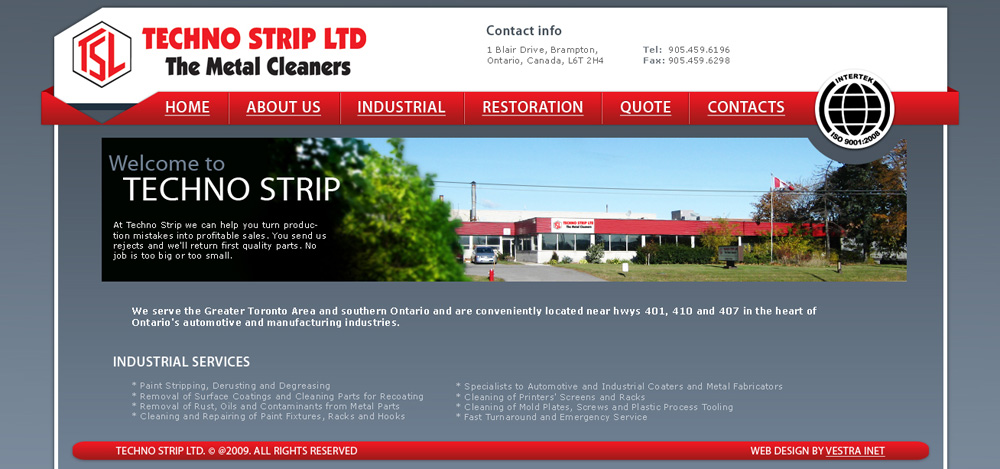 TSL
TECHNO STRIP LTD
The Metal Cleaners
Contact info
1 Blair Drive, Brampton,
Ontario, Canada, L6T 2H4
Tel: 905.459.6196
Fax: 905.459.6298
HOME
ABOUT US
INDUSTRIAL
RESTORATION
QUOTE
CONTACTS
INTERTEK
ISO 9001:2008
Welcome to
TECHNO STRIP
At Techno Strip we can help you turn produc-
tion mistakes into profitable sales. You send us
rejects and we'll return first quality parts. No
job is too big or too small.
TECHNO STRIP LTD
The Metal Cleaners
We serve the Greater Toronto Area and southern Ontario and are conveniently located near hwys 401, 410 and 407 in the heart of
Ontario's automotive and manufacturing industries.
INDUSTRIAL SERVICES
* Paint Stripping, Derusting and Degreasing
* Removal of Surface Coatings and Cleaning Parts for Recoating
* Removal of Rust, Oils and Contaminants from Metal Parts
* Cleaning and Repairing of Paint Fixtures, Racks and Hooks
* Specialists to Automotive and Industrial Coaters and Metal Fabricators
* Cleaning of Printers' Screens and Racks
* Cleaning of Mold Plates, Screws and Plastic Process Tooling
* Fast Turnaround and Emergency Service
TECHNO STRIP LTD. © @2009. ALL RIGHTS RESERVED
WEB DESIGN BY VESTRA INET